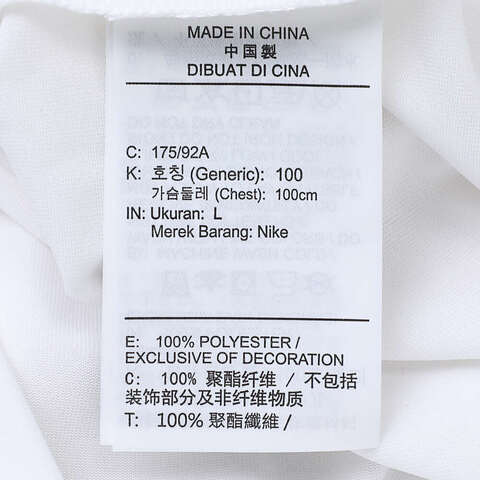 MADE IN CHINA
中国製
DIBUAT DI CINA
C: 175/92A
K: 호칭 (Generic): 100
가슴둘레 (Chest): 100cm
IN: Ukuran: L
Merek Barang: Nike
E: 100% POLYESTER /
EXCLUSIVE OF DECORATION
C: 100% 聚酯纤维 / 不包括
装饰部分及非纤维物质
T: 100% 聚酯纖維 /